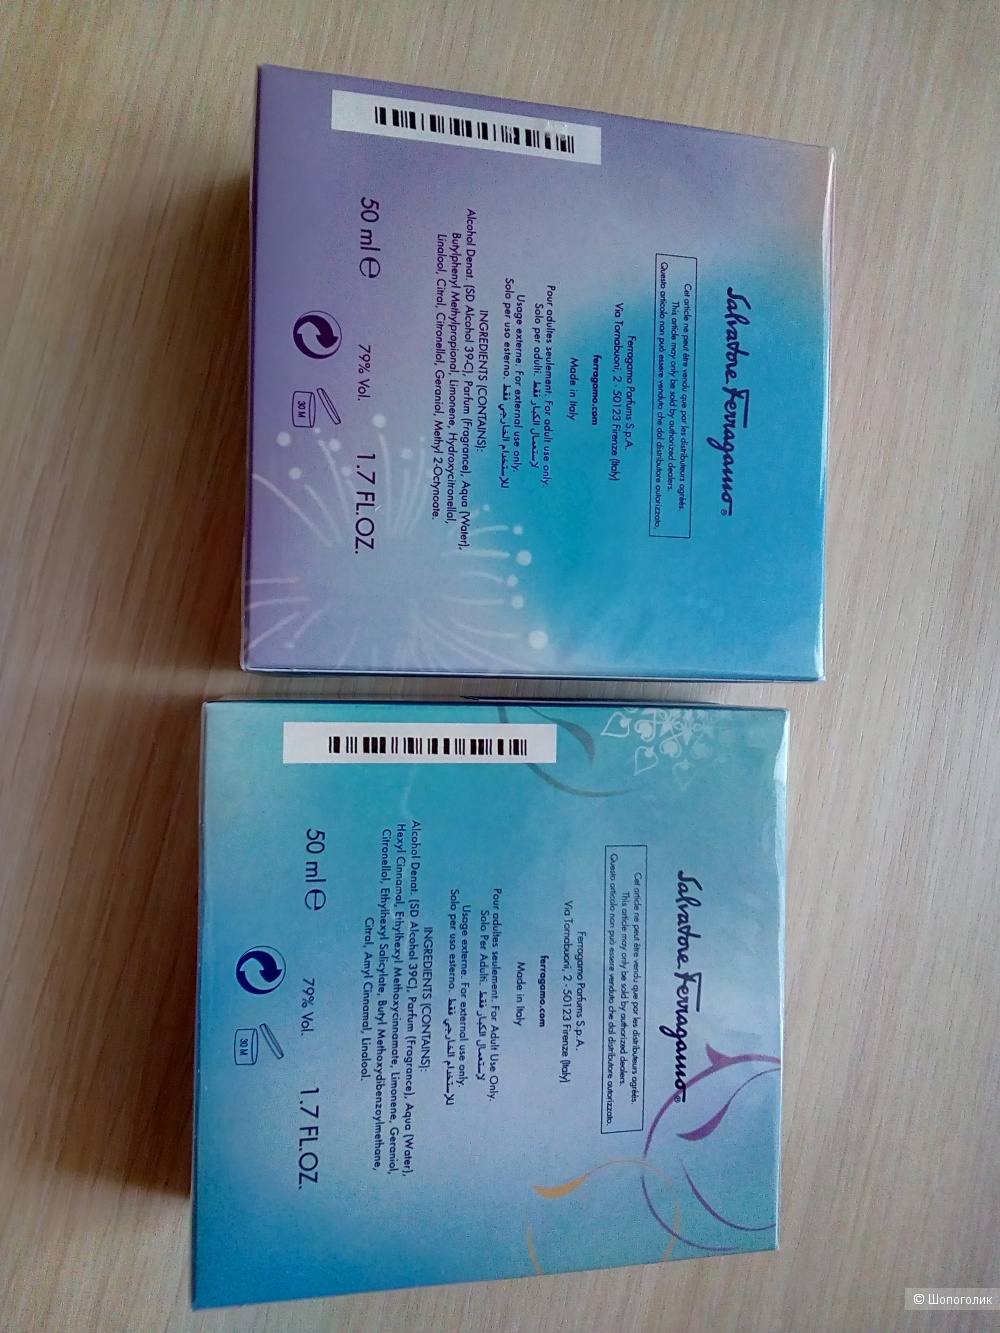 Salvatore Ferragamo®
Cet article ne peut être vendu que par les distributeurs agréés.
This article may only be sold by authorized dealers.
Questo articolo non può essere venduto che dal distributore autorizzato.
Ferragamo Parfums S.p.A.
Via Tornabuoni, 2 - 50123 Firenze (Italy)
ferragamo.com
Made in Italy
Pour adultes seulement. For adult use only.
Solo per adulti. لاستعمال الكبار فقط
Usage externe. For external use only.
Solo per uso esterno. للاستخدام الخارجي فقط
INGREDIENTS (CONTAINS):
Alcohol Denat. (SD Alcohol 39-C), Parfum (Fragrance), Aqua (Water),
Butylphenyl Methylpropional, Limonene, Hydroxycitronellal,
Linalool, Citral, Citronellol, Geraniol, Methyl 2-Octynoate.
50 ml e 79% Vol. 1.7 FL.OZ.
30 M
Salvatore Ferragamo®
Cet article ne peut être vendu que par les distributeurs agréés.
This article may only be sold by authorized dealers.
Questo articolo non può essere venduto che dal distributore autorizzato.
Ferragamo Parfums S.p.A.
Via Tornabuoni, 2 - 50123 Firenze (Italy)
ferragamo.com
Made in Italy
Pour adultes seulement. For Adult Use Only.
Solo Per Adulti. لاستعمال الكبار فقط
Usage externe. For external use only.
Solo per uso esterno. للاستخدام الخارجي فقط
INGREDIENTS (CONTAINS):
Alcohol Denat. (SD Alcohol 39C), Parfum (Fragrance), Aqua (Water),
Hexyl Cinnamal, Ethylhexyl Methoxycinnamate, Limonene, Geraniol,
Citronellol, Ethylhexyl Salicylate, Butyl Methoxydibenzoylmethane,
Citral, Amyl Cinnamal, Linalool.
50 ml e 79% Vol. 1.7 FL.OZ.
30 M
© Шопоголик